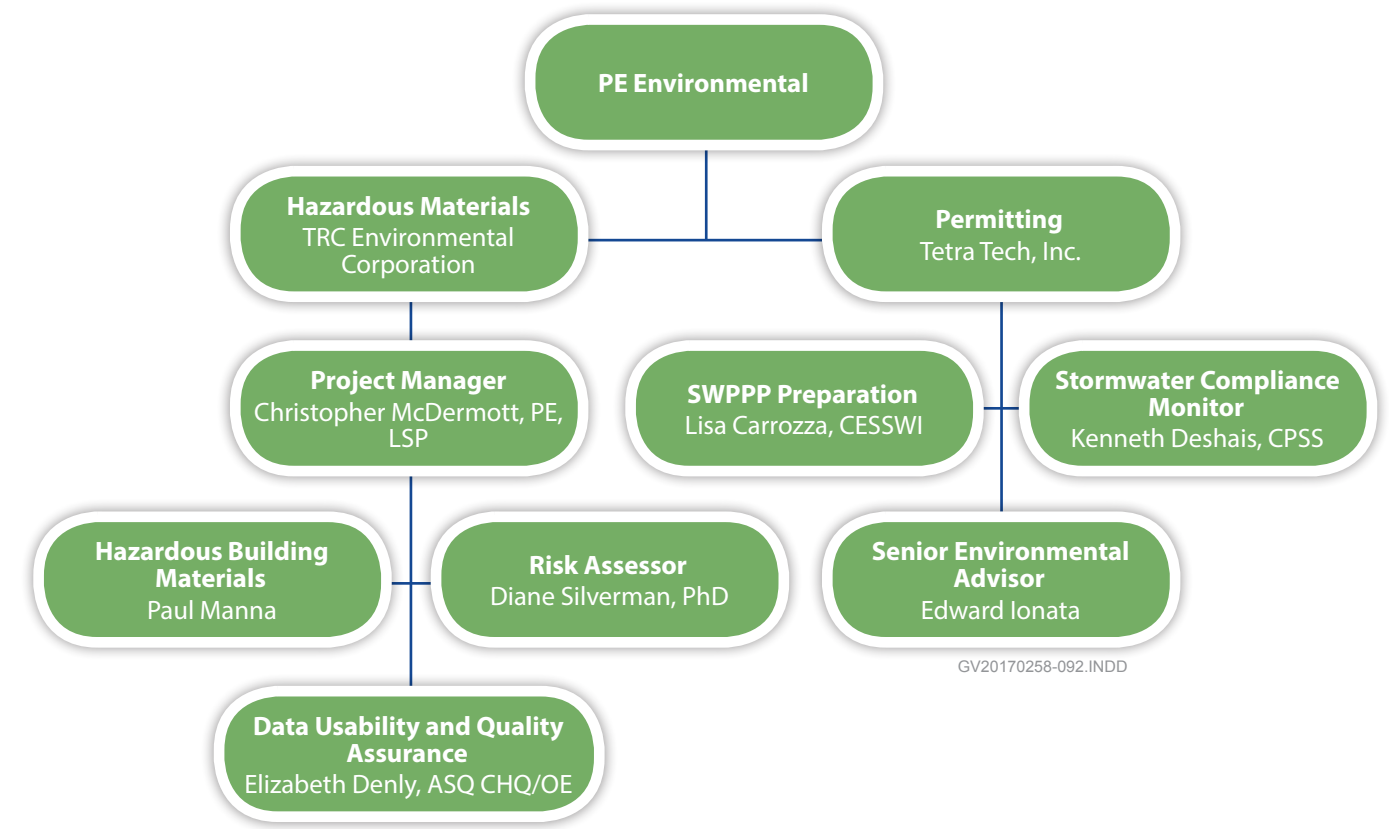 PE Environmental
Hazardous Materials
TRC Environmental
Corporation
Permitting
Tetra Tech, Inc.
Project Manager
Christopher McDermott, PE,
LSP
SWPPP Preparation
Lisa Carrozza, CESSWI
Stormwater Compliance
Monitor
Kenneth Deshais, CPSS
Hazardous Building
Materials
Paul Manna
Risk Assessor
Diane Silverman, PhD
Senior Environmental
Advisor
Edward Ionata
GV20170258-092.INDD
Data Usability and Quality
Assurance
Elizabeth Denly, ASQ CHQ/OE